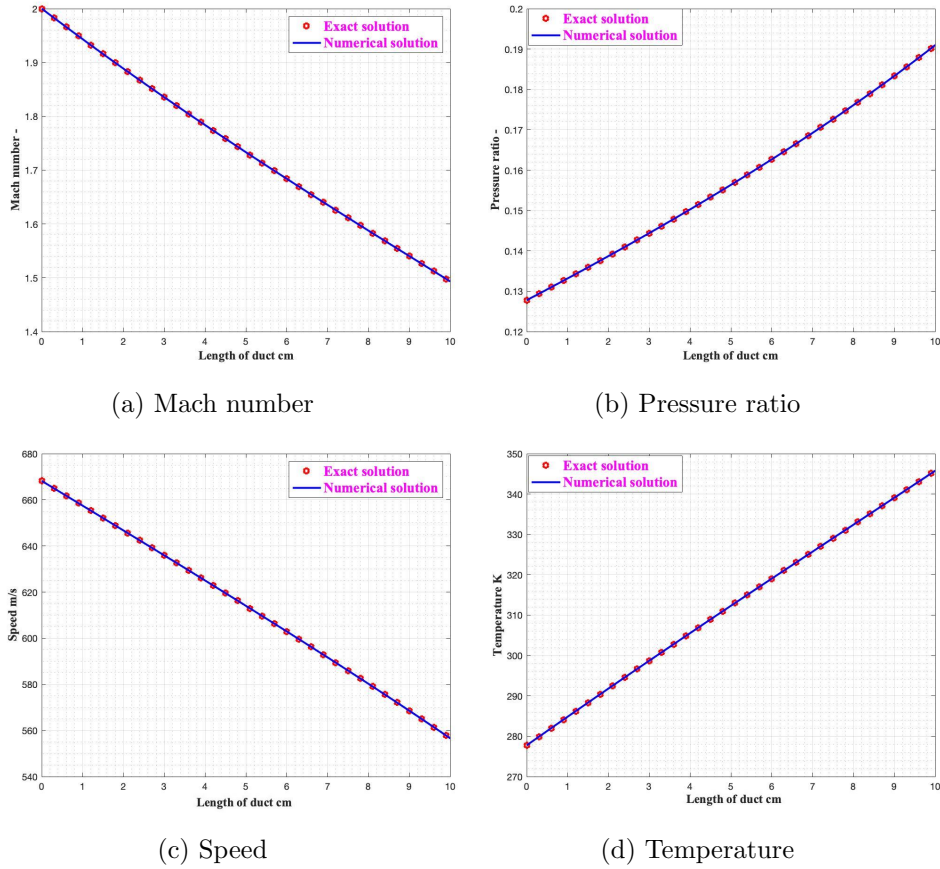 2
1.9
1.8
1.7
1.6
1.5
1.4
Mach number -
Exact solution
Numerical solution
0 1 2 3 4 5 6 7 8 9 10
Length of duct cm
(a) Mach number
0.2
0.19
0.18
0.17
0.16
0.15
0.14
0.13
0.12
Pressure ratio -
Exact solution
Numerical solution
0 1 2 3 4 5 6 7 8 9 10
Length of duct cm
(b) Pressure ratio
680
660
640
620
600
580
560
540
Speed m/s
Exact solution
Numerical solution
0 1 2 3 4 5 6 7 8 9 10
Length of duct cm
(c) Speed
350
340
330
320
310
300
290
280
270
Temperature K
Exact solution
Numerical solution
0 1 2 3 4 5 6 7 8 9 10
Length of duct cm
(d) Temperature